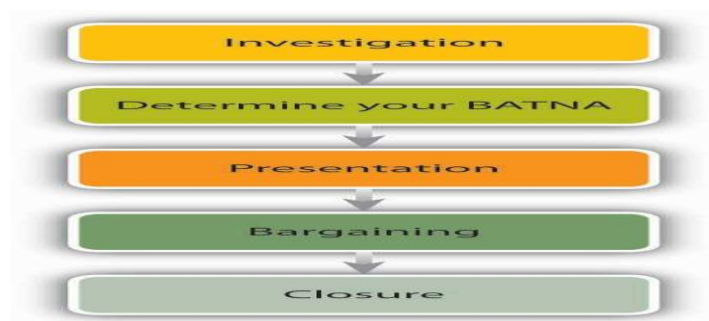 Investigation
Determine your BATNA
Presentation
Bargaining
Closure